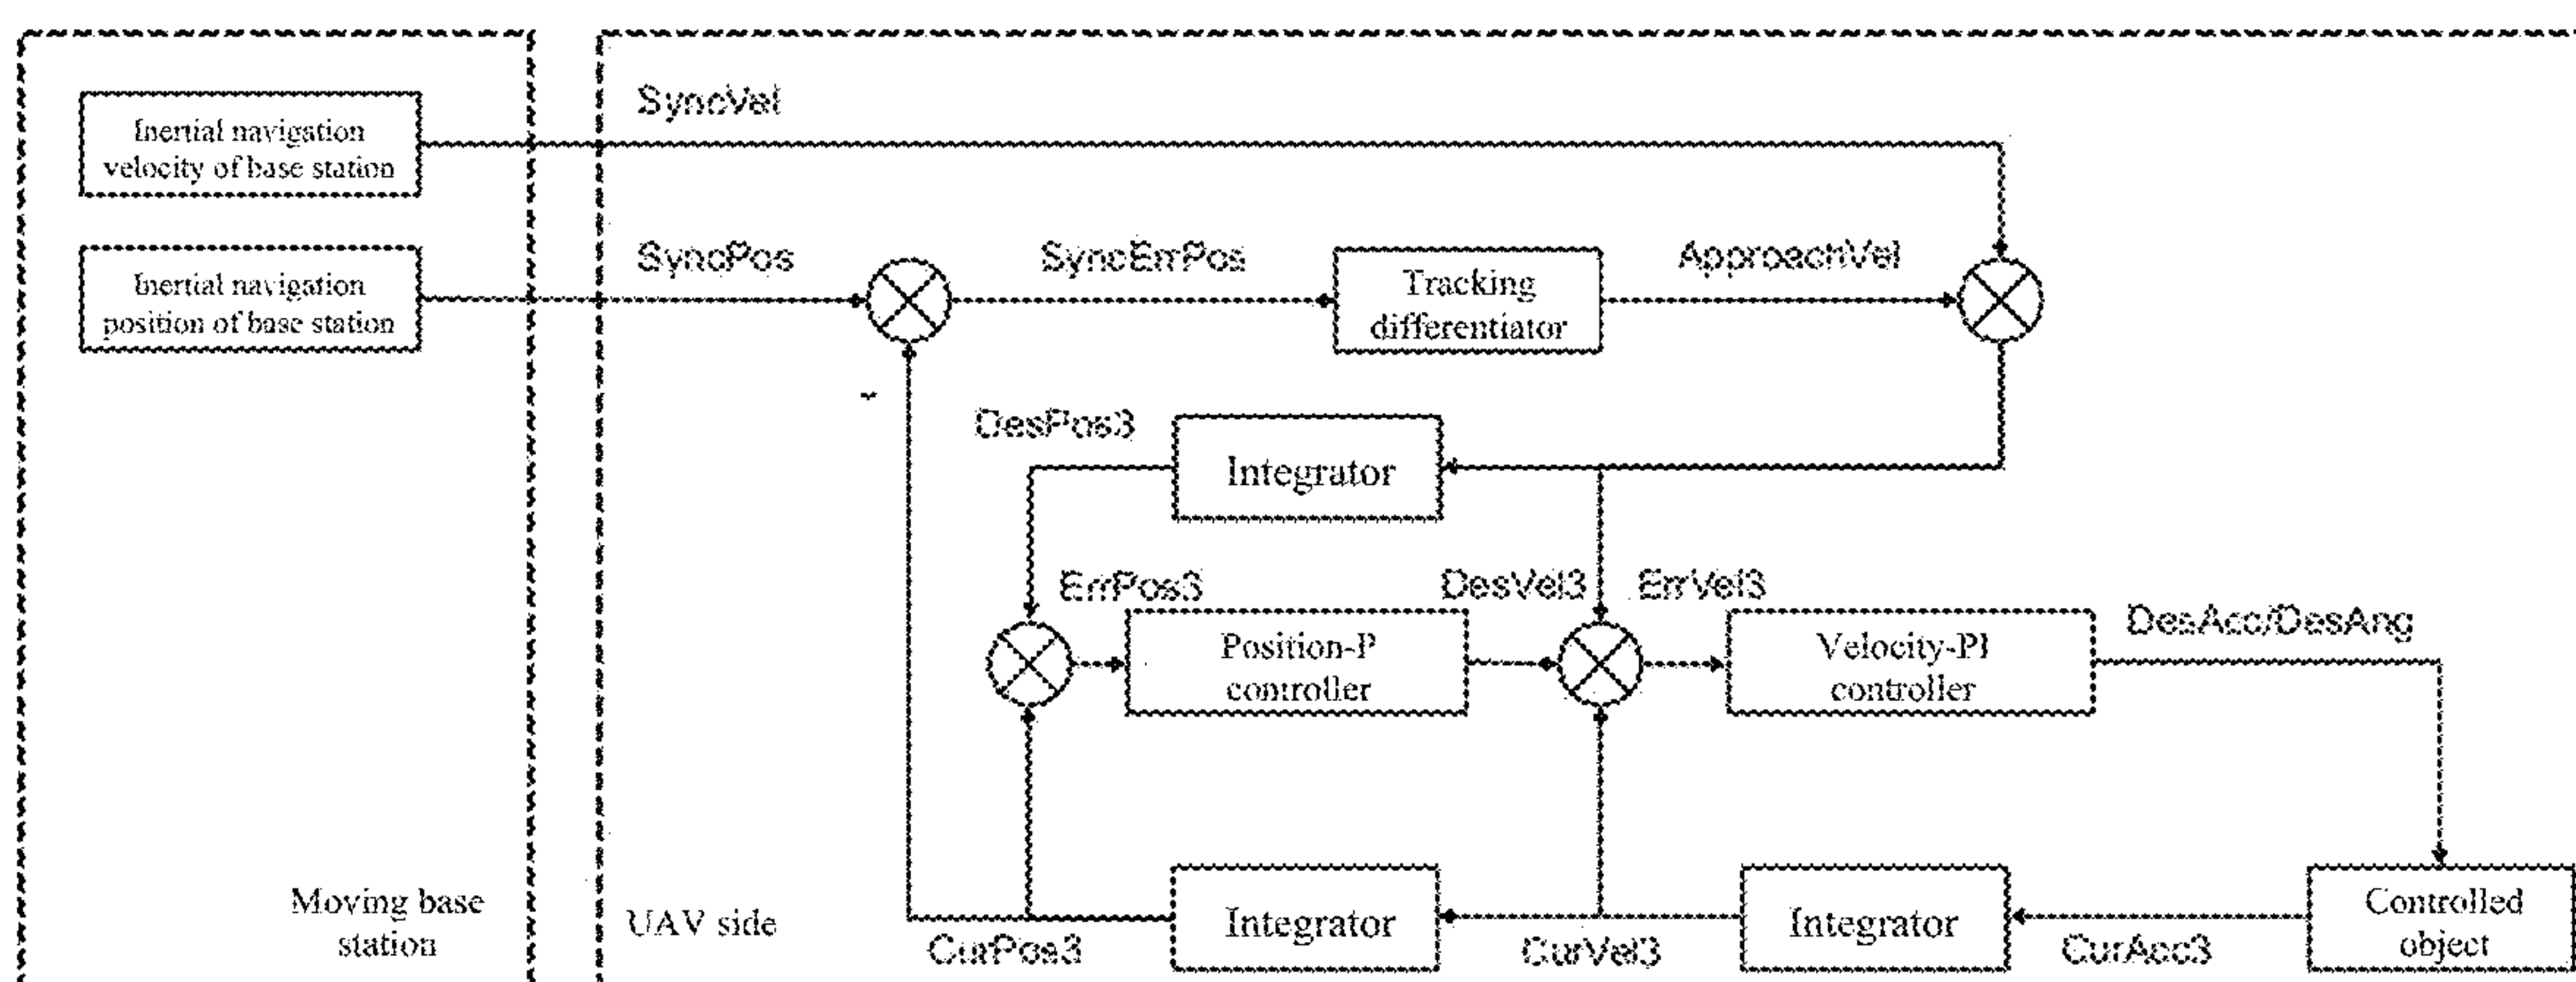 SyncVel
Inertial navigation
velocity of base station
SyncPos
SyncErrPos
ApproachVel
Inertial navigation
position of base station
Tracking
differentiator
DesPos3
Integrator
ErrPos3
DesVel3
ErrVel3
DesAcc/DesAng
Position-P
controller
Velocity-PI
controller
Moving base
station
UAV side
CurPos3
Integrator
CurVel3
Integrator
CurAcc3
Controlled
object